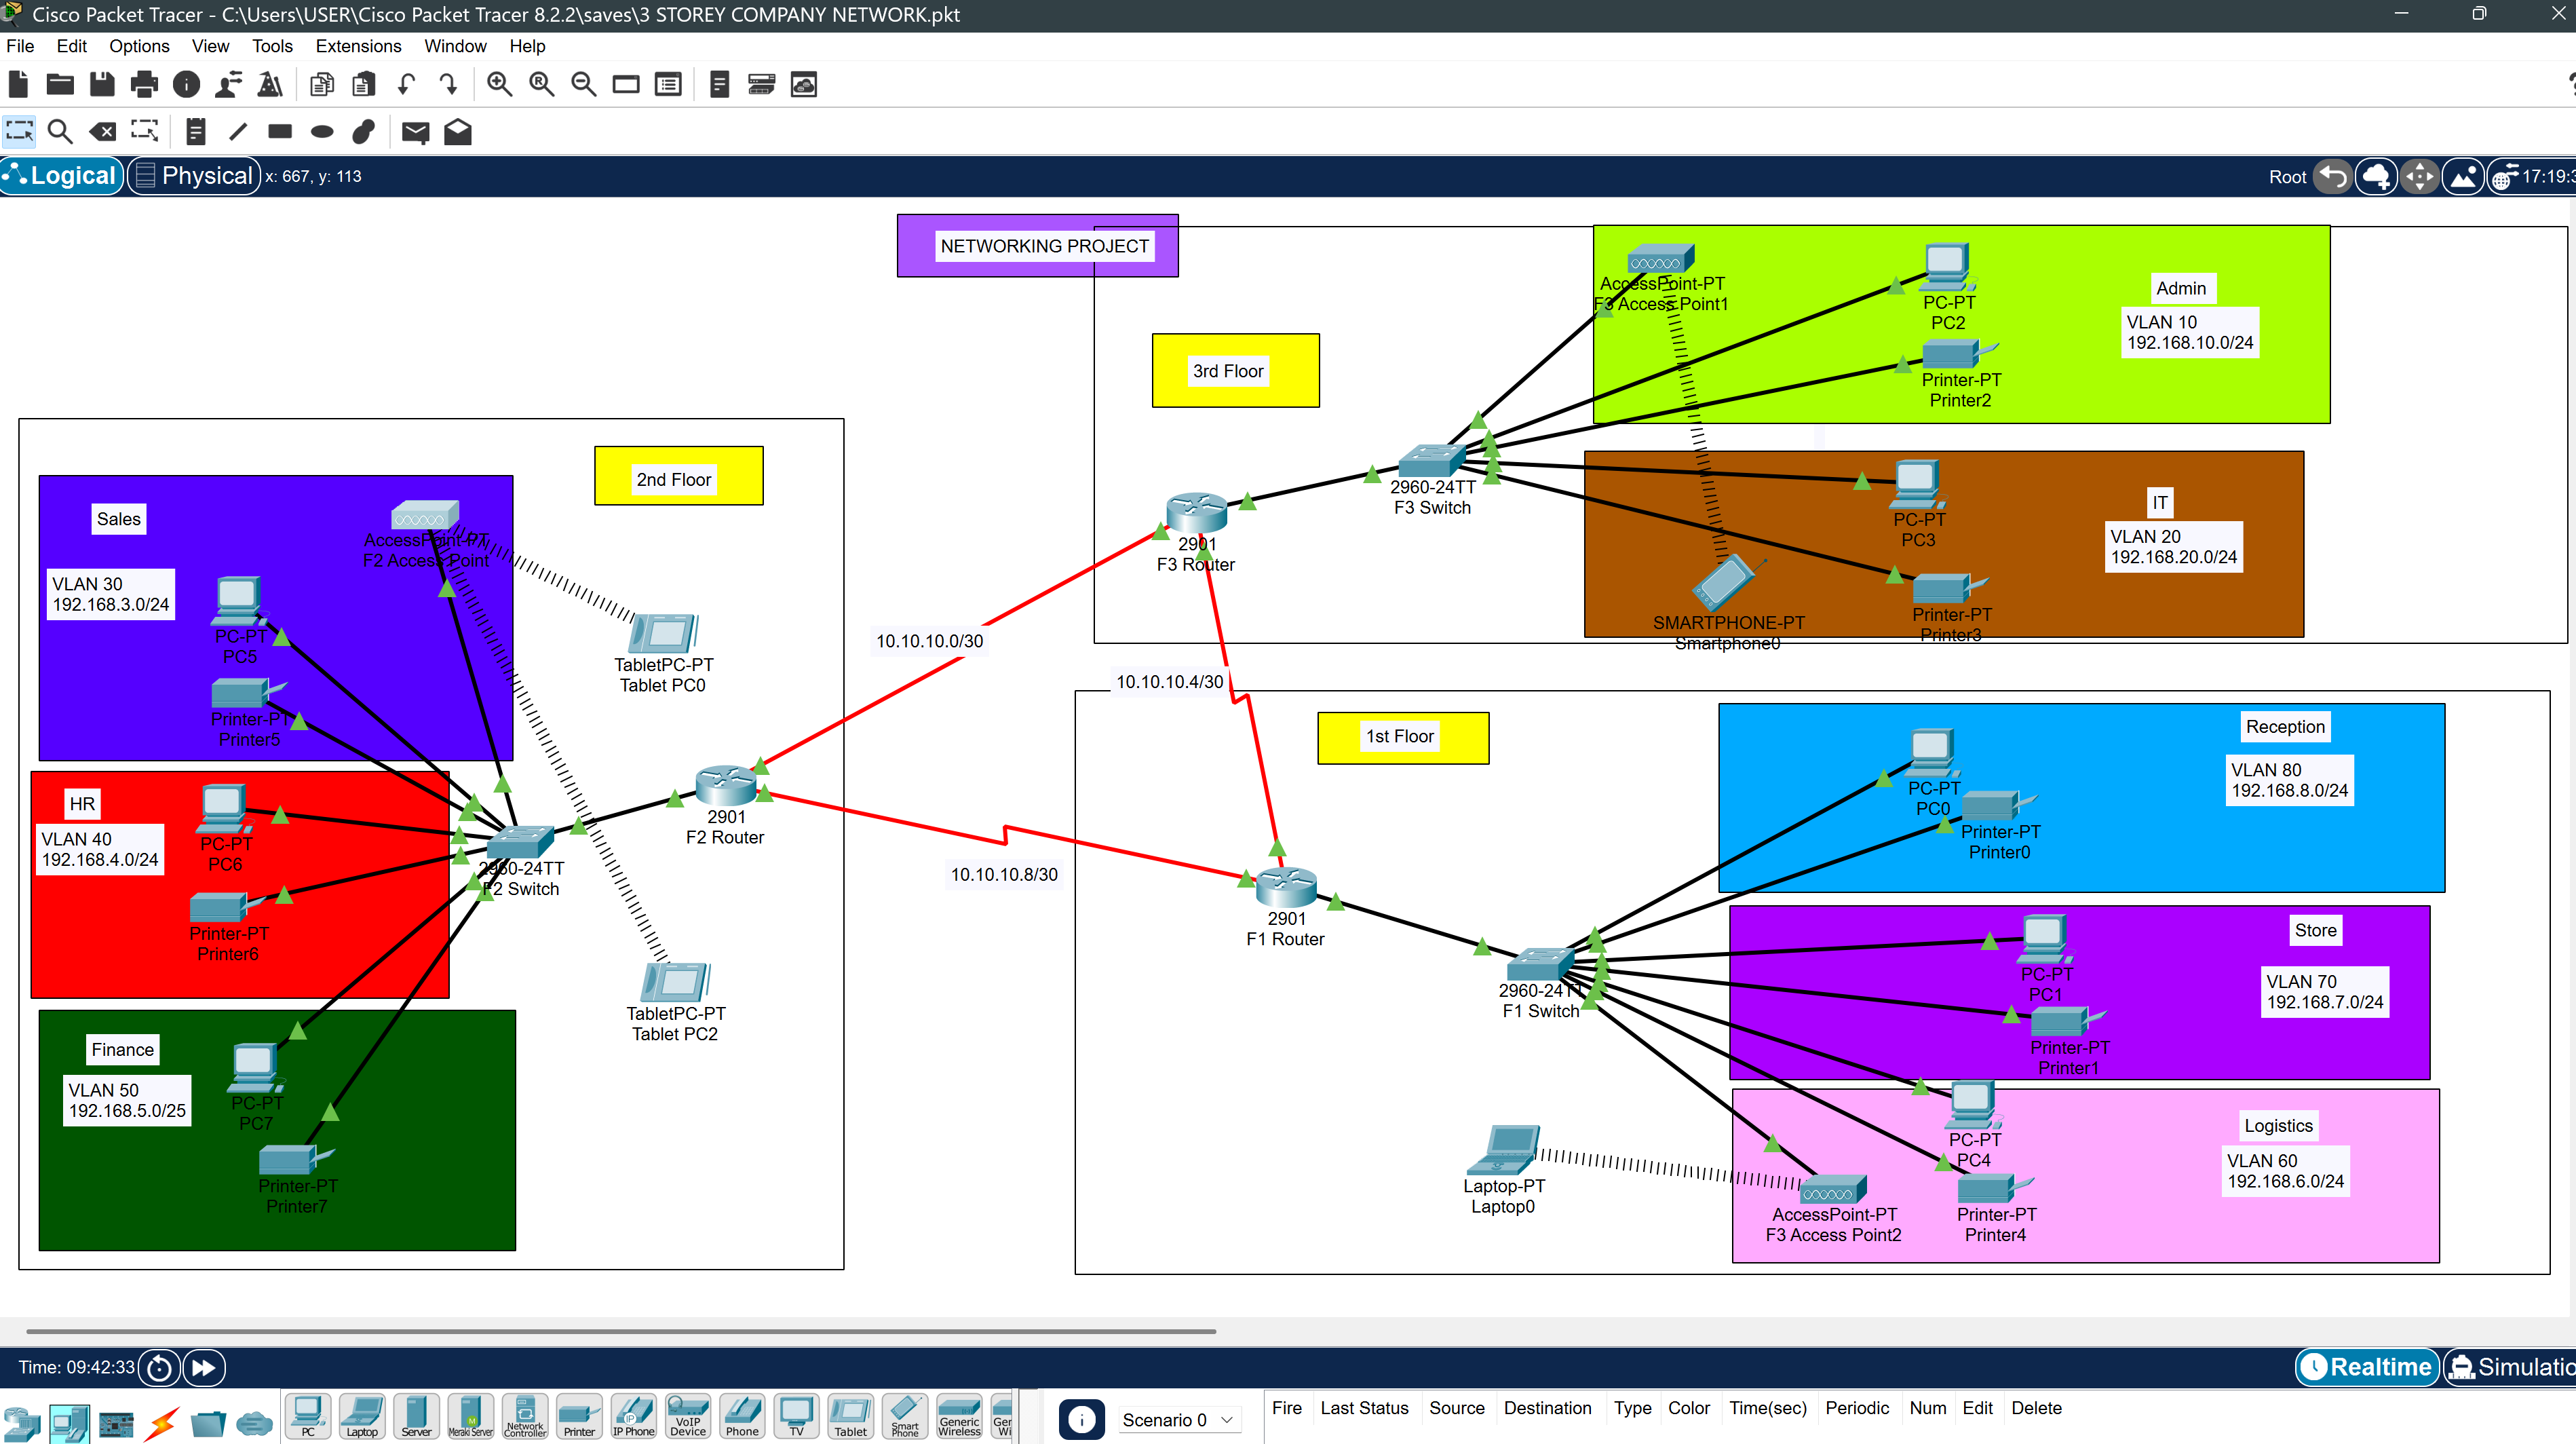 Cisco Packet Tracer - C:\Users\USER\Cisco Packet Tracer 8.2.2\saves\3 STOREY COMPANY NETWORK.pkt
File Edit Options View Tools Extensions Window Help
Logical Physical x: 667, y: 113 Root 17:19:3
NETWORKING PROJECT
3rd Floor
AccessPoint-PT
F3 Access Point1
PC-PT
PC2
Printer-PT
Printer2
Admin
VLAN 10
192.168.10.0/24
2960-24TT
F3 Switch
2901
F3 Router
PC-PT
PC3
Printer-PT
Printer3
SMARTPHONE-PT
Smartphone0
IT
VLAN 20
192.168.20.0/24
2nd Floor
Sales
VLAN 30
192.168.3.0/24
AccessPoint-PT
F2 Access Point
PC-PT
PC5
Printer-PT
Printer5
TabletPC-PT
Tablet PC0
HR
VLAN 40
192.168.4.0/24
PC-PT
PC6
Printer-PT
Printer6
2960-24TT
F2 Switch
2901
F2 Router
TabletPC-PT
Tablet PC2
Finance
VLAN 50
192.168.5.0/25
PC-PT
PC7
Printer-PT
Printer7
10.10.10.0/30
10.10.10.4/30
10.10.10.8/30
1st Floor
2901
F1 Router
2960-24TT
F1 Switch
Reception
VLAN 80
192.168.8.0/24
PC-PT
PC0
Printer-PT
Printer0
Store
VLAN 70
192.168.7.0/24
PC-PT
PC1
Printer-PT
Printer1
Logistics
VLAN 60
192.168.6.0/24
PC-PT
PC4
Laptop-PT
Laptop0
AccessPoint-PT
F3 Access Point2
Printer-PT
Printer4
Time: 09:42:33 Realtime Simulatio
PC Laptop Server Meraki Server Network Controller Printer IP Phone VoIP Device Phone TV Tablet Smart Phone Generic Wireless Ger Wi
Scenario 0
Fire Last Status Source Destination Type Color Time(sec) Periodic Num Edit Delete